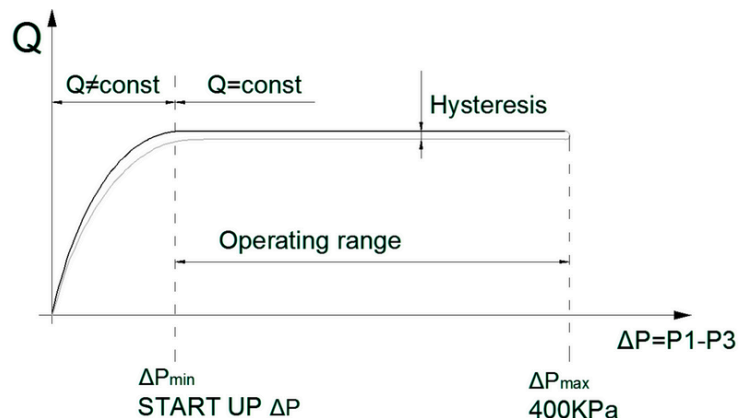 Q
Q≠const
Q=const
Hysteresis
Operating range
ΔP=P1-P3
ΔPmin
START UP ΔP
ΔPmax
400KPa